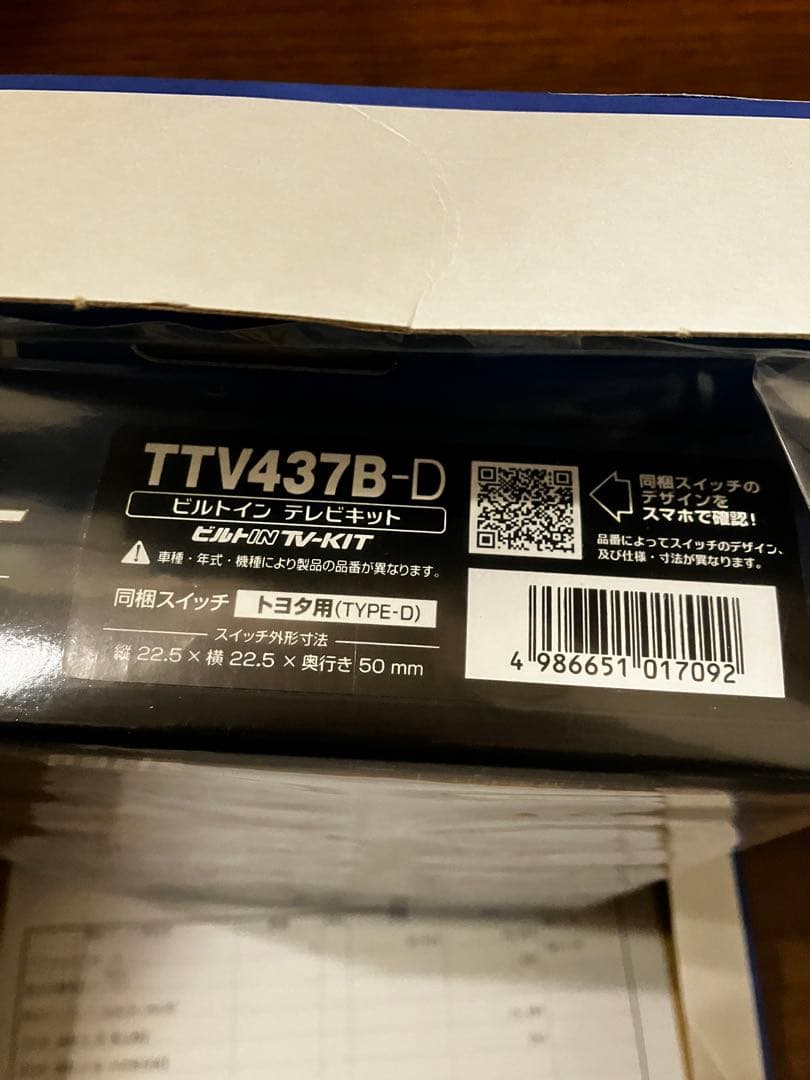 TTV437B-D
ビルトイン テレビキット
ビルトIN TV-KIT
車種・年式・機種により製品の品番が異なります。
同梱スイッチ トヨタ用(TYPE-D)
スイッチ外形寸法
縦 22.5 × 横 22.5 × 奥行き 50 mm
同梱スイッチの
デザインを
スマホで確認!
品番によってスイッチのデザイン、
及び仕様・寸法が異なります。
4 986651 017092